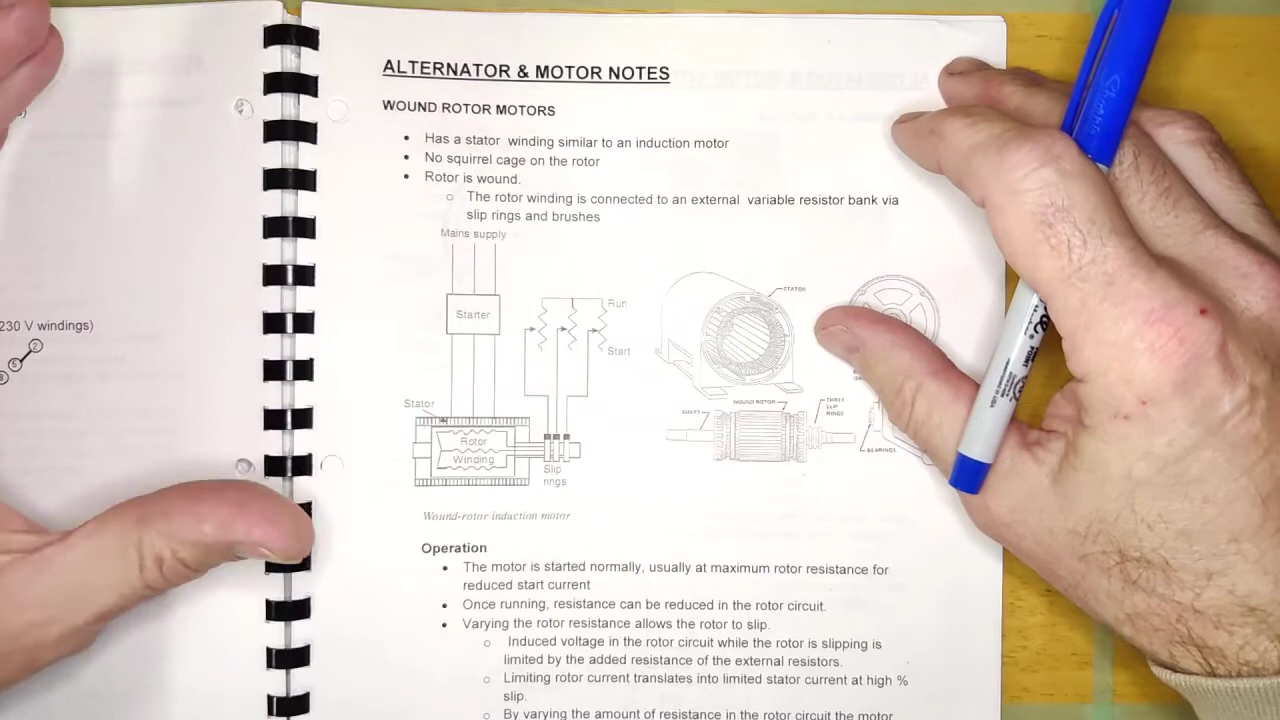 ALTERNATOR & MOTOR NOTES
WOUND ROTOR MOTORS
• Has a stator winding similar to an induction motor
• No squirrel cage on the rotor
• Rotor is wound.
o The rotor winding is connected to an external variable resistor bank via
slip rings and brushes
Mains supply
Starter
Run
Start
Stator
Rotor
Winding
Slip
rings
STATOR
SHAFT
WOUND ROTOR
THREE
SLIP
RINGS
BEARINGS
Wound-rotor induction motor
Operation
• The motor is started normally, usually at maximum rotor resistance for
reduced start current
• Once running, resistance can be reduced in the rotor circuit.
• Varying the rotor resistance allows the rotor to slip.
o Induced voltage in the rotor circuit while the rotor is slipping is
limited by the added resistance of the external resistors.
o Limiting rotor current translates into limited stator current at high %
slip.
o By varying the amount of resistance in the rotor circuit the motor
230 V windings)
2
5
Sharpie